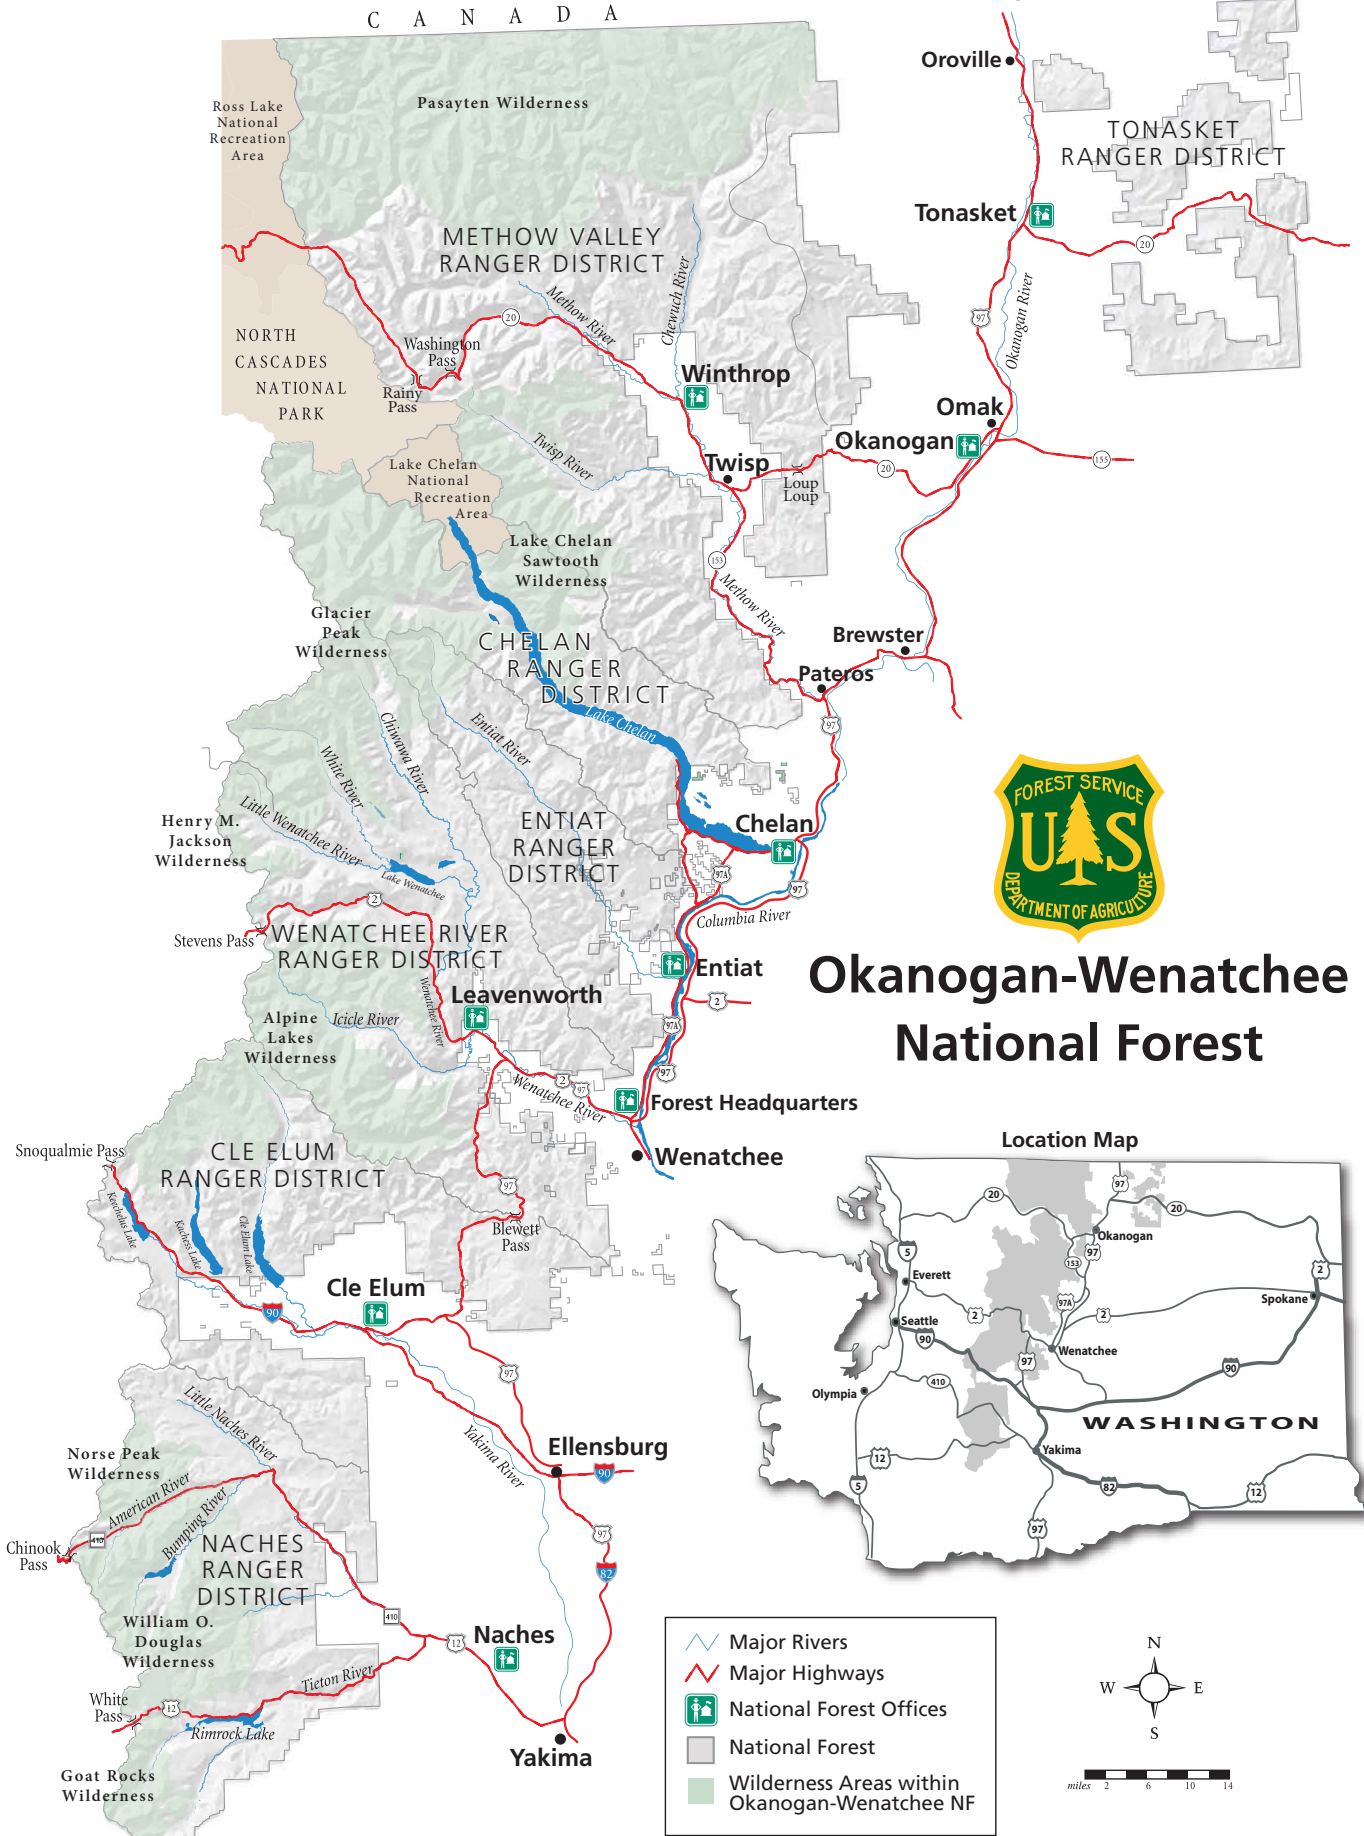 C A N A D A
Oroville
Ross Lake
National
Recreation
Area
Pasayten Wilderness
TONASKET
RANGER DISTRICT
Tonasket
20
METHOW VALLEY
RANGER DISTRICT
Chewuch River
Methow River
97
Okanogan River
20
NORTH
CASCADES
NATIONAL
PARK
Washington
Pass
Rainy
Pass
Winthrop
Omak
Okanogan
155
Twisp River
Twisp
20
Loup
Loup
Lake Chelan
National
Recreation
Area
Lake Chelan
Sawtooth
Wilderness
153
Methow River
Glacier
Peak
Wilderness
CHELAN
RANGER
DISTRICT
Brewster
Pateros
Lake Chelan
97
Entiat River
Chiwawa River
White River
Little Wenatchee River
Henry M.
Jackson
Wilderness
ENTIAT
RANGER
DISTRICT
Chelan
97A
97
Lake Wenatchee
Columbia River
2
Stevens Pass
WENATCHEE RIVER
RANGER DISTRICT
Entiat
2
Wenatchee River
Leavenworth
Icicle River
Alpine
Lakes
Wilderness
97A
97
2
97
Wenatchee River
Forest Headquarters
Wenatchee
FOREST SERVICE
U S
DEPARTMENT OF AGRICULTURE
Okanogan-Wenatchee
National Forest
Snoqualmie Pass
CLE ELUM
RANGER DISTRICT
Keechelus Lake
Kachess Lake
Cle Elum Lake
97
Blewett
Pass
Cle Elum
90
97
Little Naches River
Yakima River
Ellensburg
90
Norse Peak
Wilderness
American River
Bumping River
410
Chinook
Pass
NACHES
RANGER
DISTRICT
97
82
William O.
Douglas
Wilderness
410
12
Naches
Tieton River
White
Pass
12
Rimrock Lake
Goat Rocks
Wilderness
Yakima
Location Map
20
97
20
Okanogan
97
153
5
Everett
2
97A
2
2
Spokane
Seattle
90
Wenatchee
97
90
410
Olympia
WASHINGTON
Yakima
12
5
82
12
97
Major Rivers
Major Highways
National Forest Offices
National Forest
Wilderness Areas within
Okanogan-Wenatchee NF
N
W E
S
miles 2 6 10 14